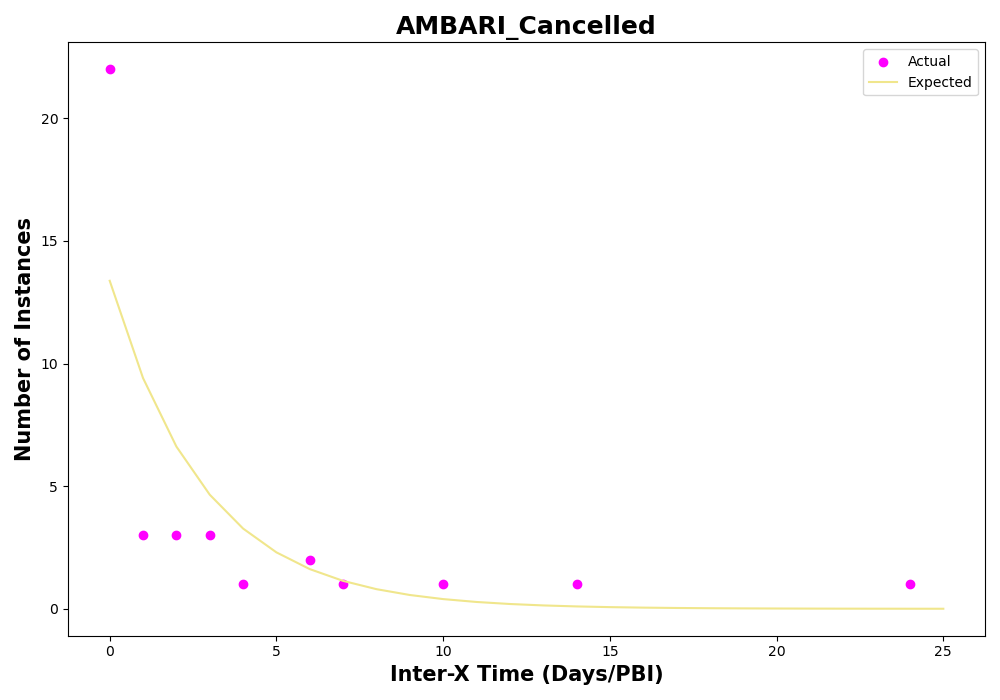 AMBARI_Cancelled
Actual
Expected
Number of Instances
20
15
10
5
0
0 5 10 15 20 25
Inter-X Time (Days/PBI)